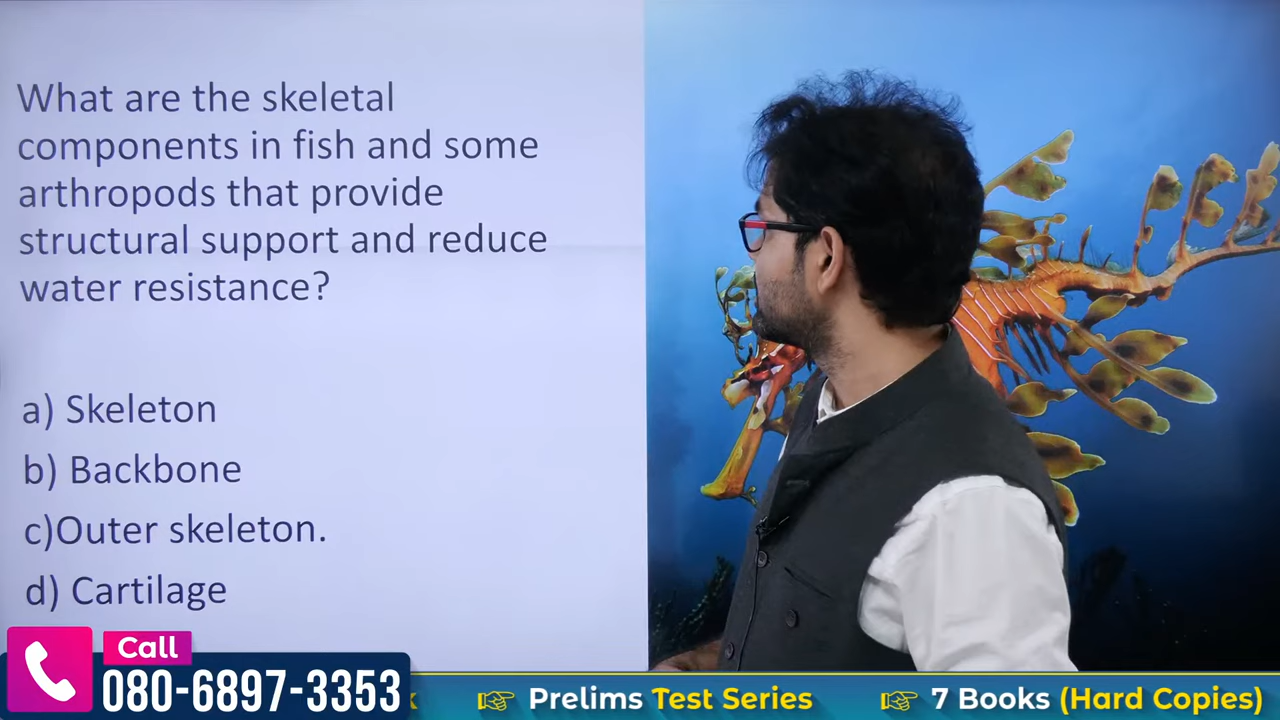 What are the skeletal
components in fish and some
arthropods that provide
structural support and reduce
water resistance?
a) Skeleton
b) Backbone
c)Outer skeleton.
d) Cartilage
Call
080-6897-3353
Prelims Test Series
7 Books (Hard Copies)